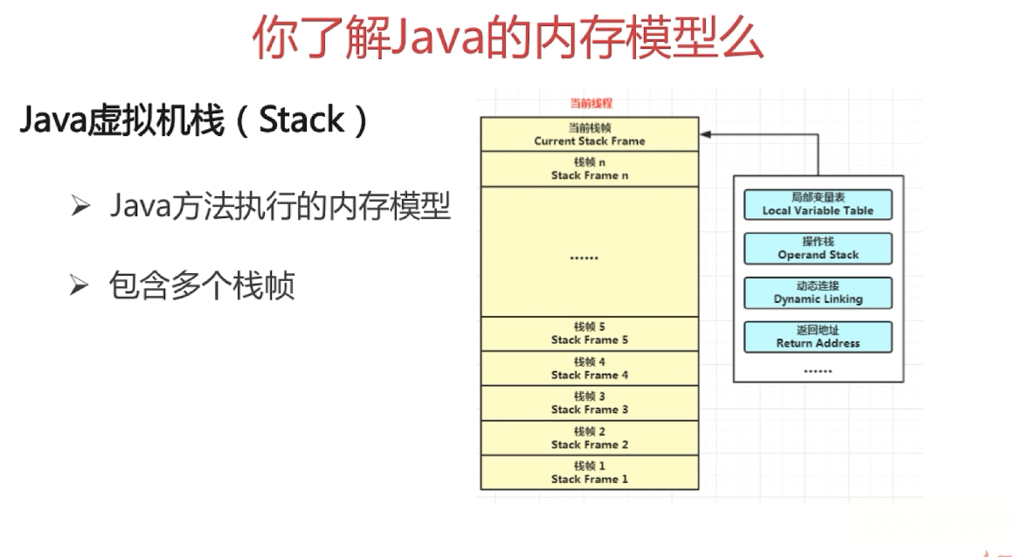 你了解Java的内存模型么
Java虚拟机栈（Stack）
➢ Java方法执行的内存模型
➢ 包含多个栈帧
当前线程
当前栈帧
Current Stack Frame
栈帧 n
Stack Frame n
......
栈帧 5
Stack Frame 5
栈帧 4
Stack Frame 4
栈帧 3
Stack Frame 3
栈帧 2
Stack Frame 2
栈帧 1
Stack Frame 1
局部变量表
Local Variable Table
操作栈
Operand Stack
动态连接
Dynamic Linking
返回地址
Return Address
......